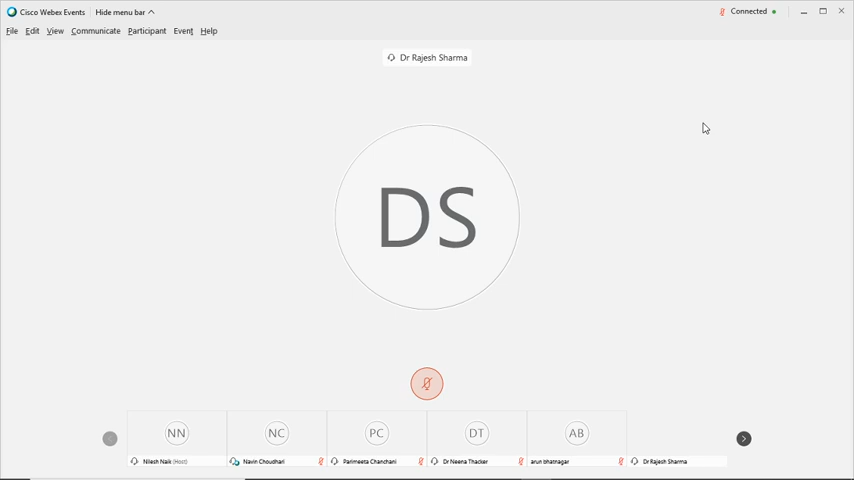 Cisco Webex Events
Hide menu bar
Connected
File Edit View Communicate Participant Event Help
Dr Rajesh Sharma
DS
NN NC PC DT AB
Nilesh Naik (Host) Navin Choudhari Parimeeta Chanchani Dr Neena Thacker arun bhatnagar Dr Rajesh Sharma